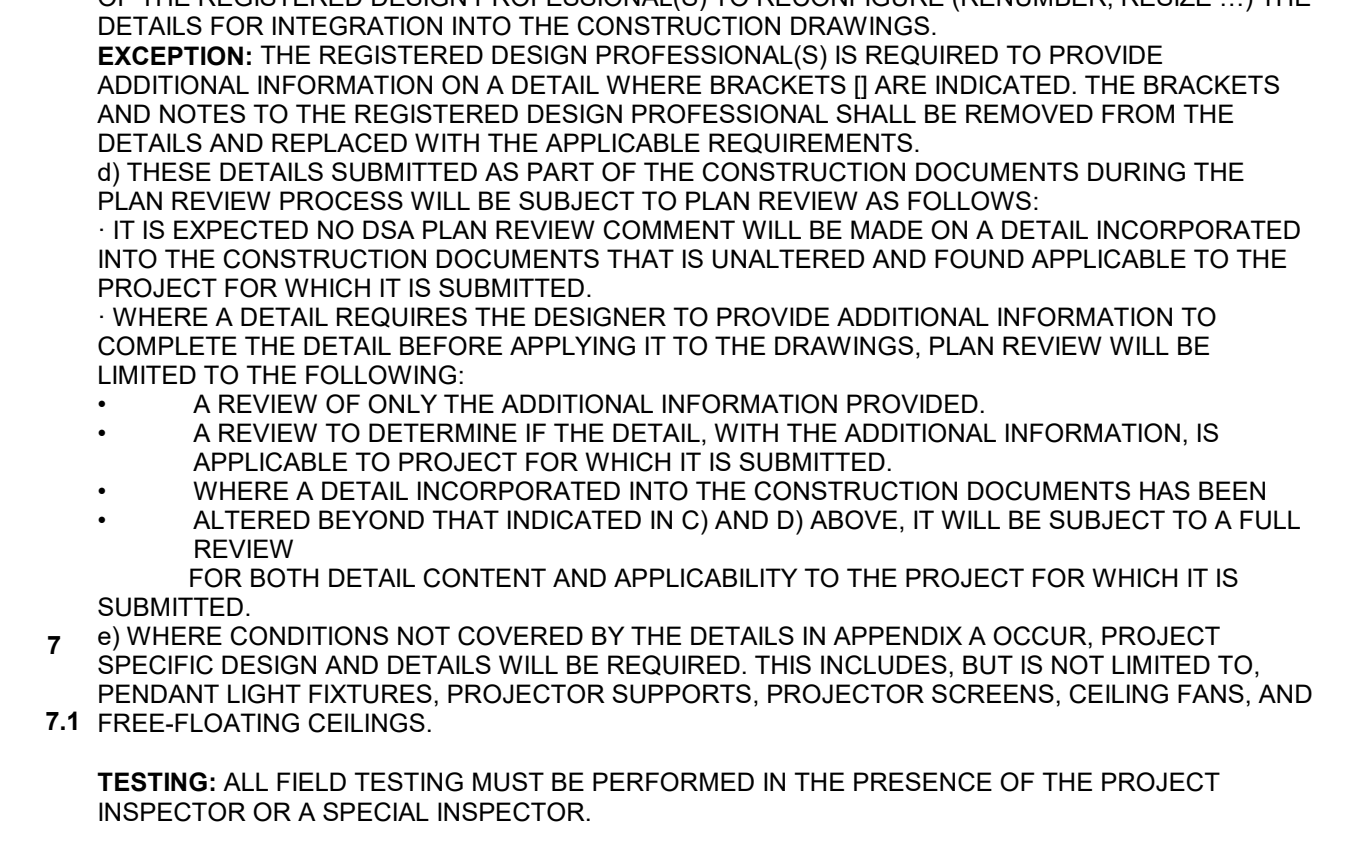 OF THE REGISTERED DESIGN PROFESSIONAL(S) TO RECONFIGURE (RENUMBER, RESIZE …) THE
DETAILS FOR INTEGRATION INTO THE CONSTRUCTION DRAWINGS.
EXCEPTION: THE REGISTERED DESIGN PROFESSIONAL(S) IS REQUIRED TO PROVIDE
ADDITIONAL INFORMATION ON A DETAIL WHERE BRACKETS [] ARE INDICATED. THE BRACKETS
AND NOTES TO THE REGISTERED DESIGN PROFESSIONAL SHALL BE REMOVED FROM THE
DETAILS AND REPLACED WITH THE APPLICABLE REQUIREMENTS.
d) THESE DETAILS SUBMITTED AS PART OF THE CONSTRUCTION DOCUMENTS DURING THE
PLAN REVIEW PROCESS WILL BE SUBJECT TO PLAN REVIEW AS FOLLOWS:
· IT IS EXPECTED NO DSA PLAN REVIEW COMMENT WILL BE MADE ON A DETAIL INCORPORATED
INTO THE CONSTRUCTION DOCUMENTS THAT IS UNALTERED AND FOUND APPLICABLE TO THE
PROJECT FOR WHICH IT IS SUBMITTED.
· WHERE A DETAIL REQUIRES THE DESIGNER TO PROVIDE ADDITIONAL INFORMATION TO
COMPLETE THE DETAIL BEFORE APPLYING IT TO THE DRAWINGS, PLAN REVIEW WILL BE
LIMITED TO THE FOLLOWING:
• A REVIEW OF ONLY THE ADDITIONAL INFORMATION PROVIDED.
• A REVIEW TO DETERMINE IF THE DETAIL, WITH THE ADDITIONAL INFORMATION, IS
APPLICABLE TO PROJECT FOR WHICH IT IS SUBMITTED.
• WHERE A DETAIL INCORPORATED INTO THE CONSTRUCTION DOCUMENTS HAS BEEN
• ALTERED BEYOND THAT INDICATED IN C) AND D) ABOVE, IT WILL BE SUBJECT TO A FULL
REVIEW
FOR BOTH DETAIL CONTENT AND APPLICABILITY TO THE PROJECT FOR WHICH IT IS
SUBMITTED.
7 e) WHERE CONDITIONS NOT COVERED BY THE DETAILS IN APPENDIX A OCCUR, PROJECT
SPECIFIC DESIGN AND DETAILS WILL BE REQUIRED. THIS INCLUDES, BUT IS NOT LIMITED TO,
PENDANT LIGHT FIXTURES, PROJECTOR SUPPORTS, PROJECTOR SCREENS, CEILING FANS, AND
7.1 FREE-FLOATING CEILINGS.
TESTING: ALL FIELD TESTING MUST BE PERFORMED IN THE PRESENCE OF THE PROJECT
INSPECTOR OR A SPECIAL INSPECTOR.